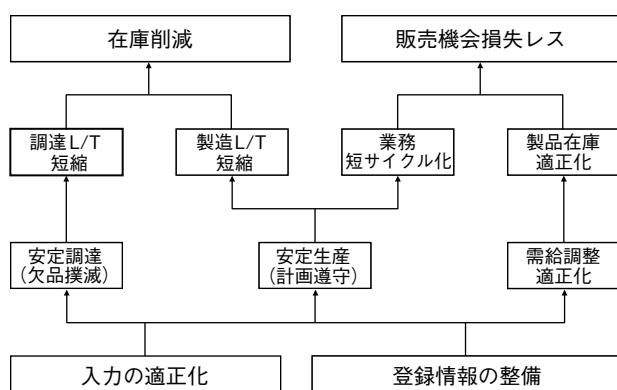 在庫削減
販売機会損失レス
調達L/T
短縮
製造L/T
短縮
業務
短サイクル化
製品在庫
適正化
安定調達
(欠品撲滅)
安定生産
(計画遵守)
需給調整
適正化
入力の適正化
登録情報の整備